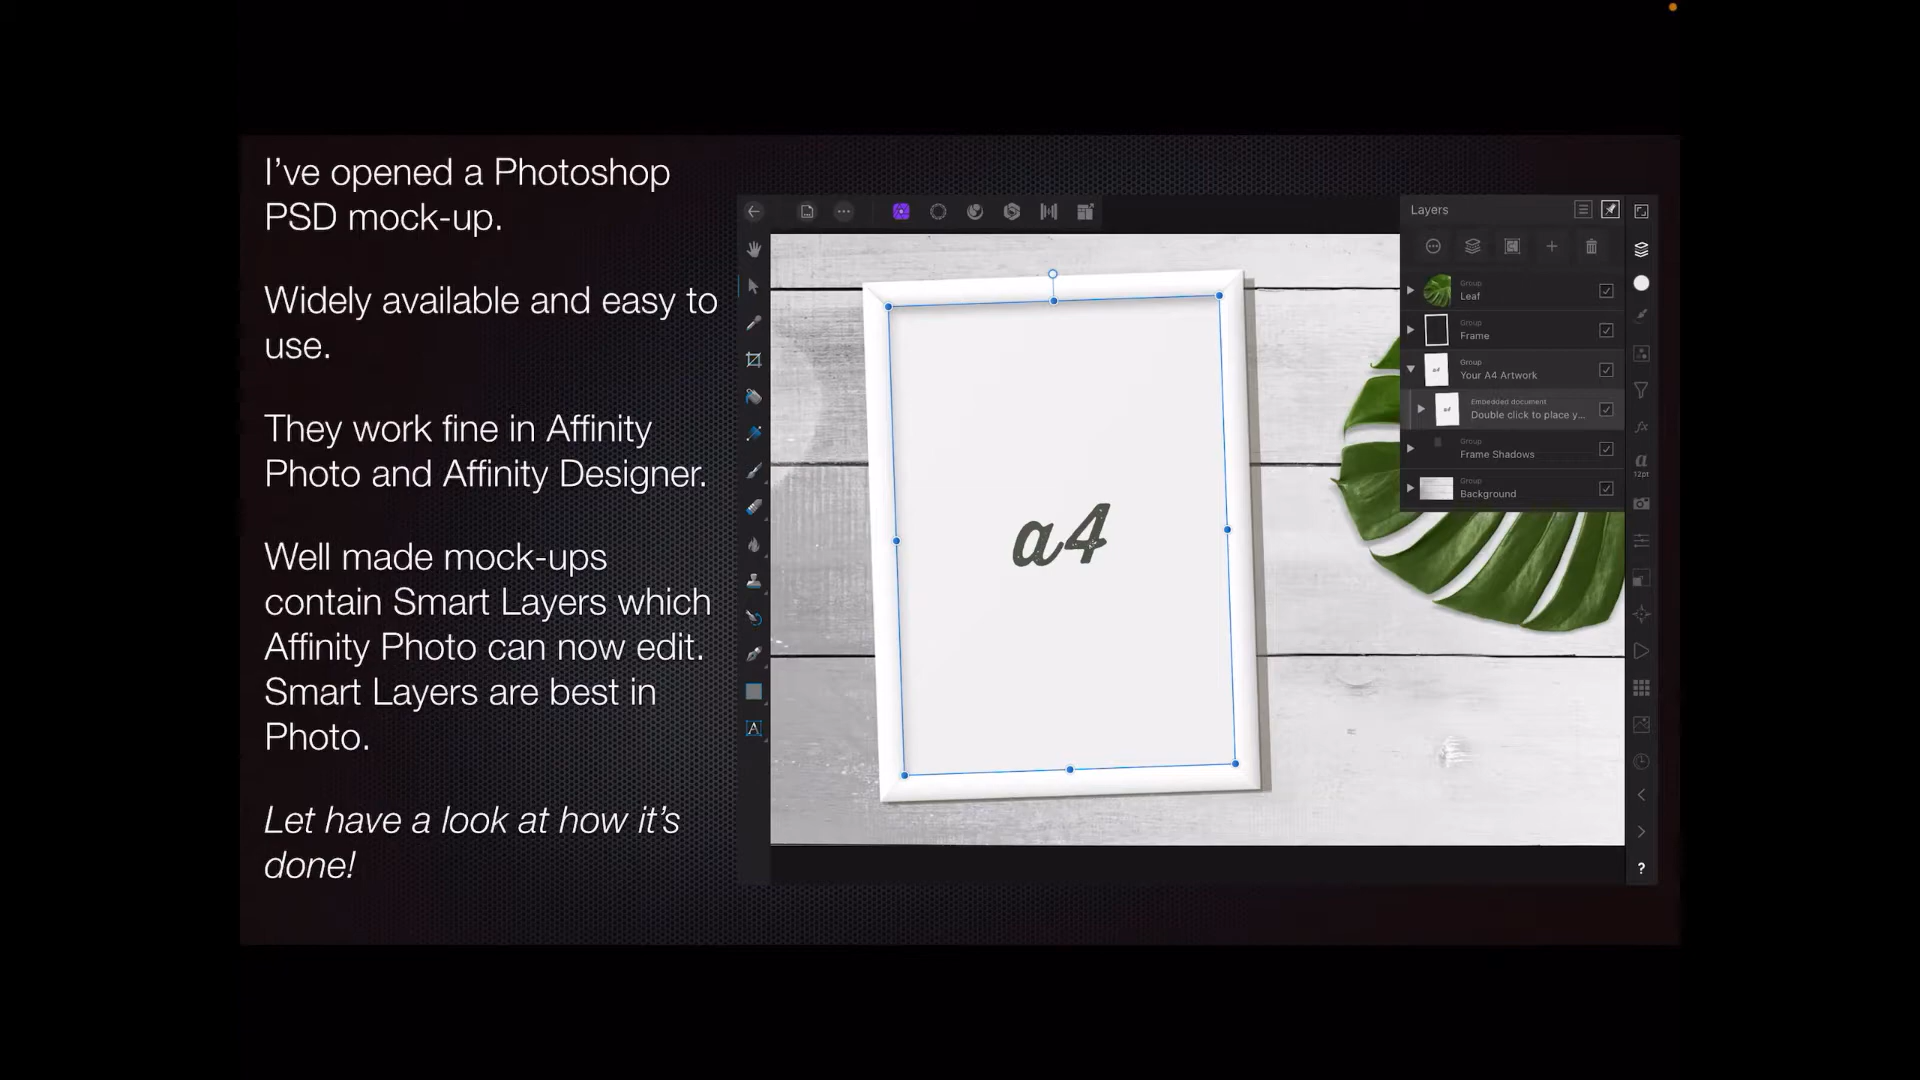 I've opened a Photoshop
PSD mock-up.
Widely available and easy to
use.
They work fine in Affinity
Photo and Affinity Designer.
Well made mock-ups
contain Smart Layers which
Affinity Photo can now edit.
Smart Layers are best in
Photo.
Let have a look at how it's
done!
a4
Layers
Group
Leaf
Group
Frame
Group
Your A4 Artwork
Embedded document
Double click to place y...
Group
Frame Shadows
Group
Background
fx
a
12pt
A
?